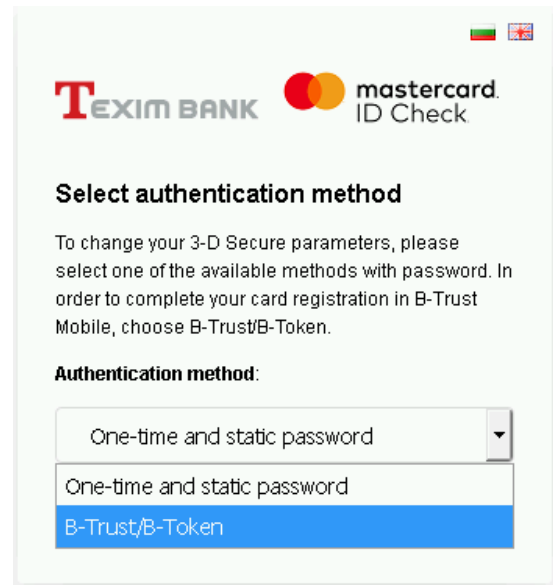 TEXIM BANK
mastercard.
ID Check
Select authentication method
To change your 3-D Secure parameters, please
select one of the available methods with password. In
order to complete your card registration in B-Trust
Mobile, choose B-Trust/B-Token.
Authentication method:
One-time and static password
One-time and static password
B-Trust/B-Token